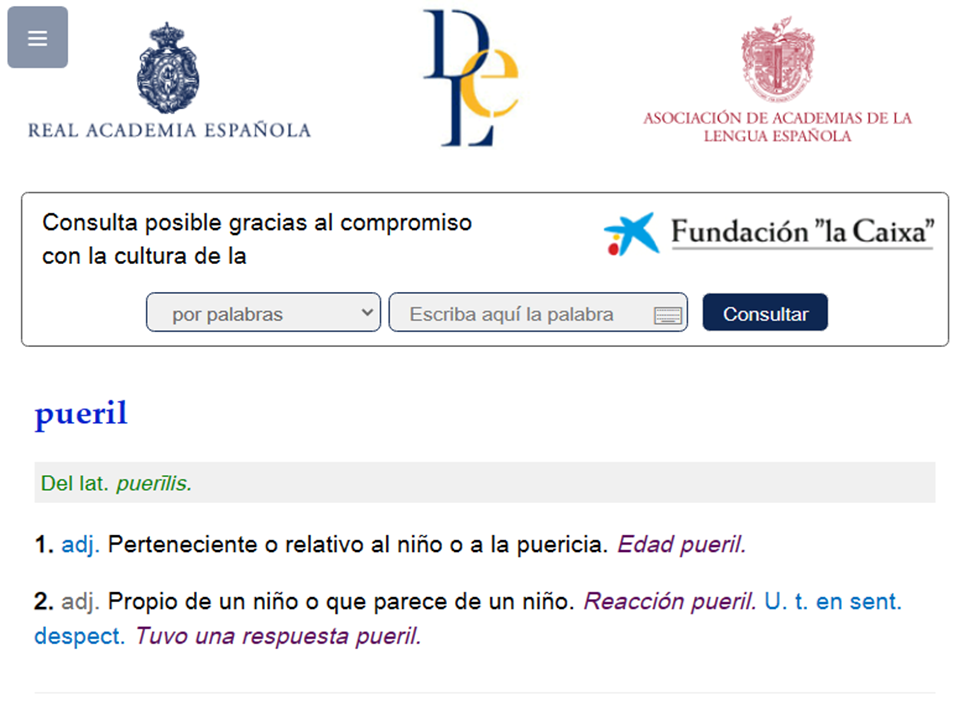 REAL ACADEMIA ESPAÑOLA
DLe
ASOCIACIÓN DE ACADEMIAS DE LA
LENGUA ESPAÑOLA
Consulta posible gracias al compromiso
con la cultura de la
Fundación ”la Caixa”
por palabras
Escriba aquí la palabra
Consultar
pueril
Del lat. puerīlis.
1. adj. Perteneciente o relativo al niño o a la puericia. Edad pueril.
2. adj. Propio de un niño o que parece de un niño. Reacción pueril. U. t. en sent.
despect. Tuvo una respuesta pueril.